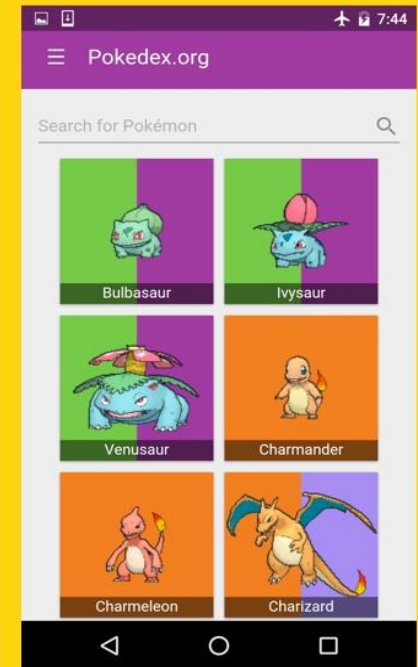 7:44
Pokedex.org
Search for Pokémon
Bulbasaur
Ivysaur
Venusaur
Charmander
Charmeleon
Charizard